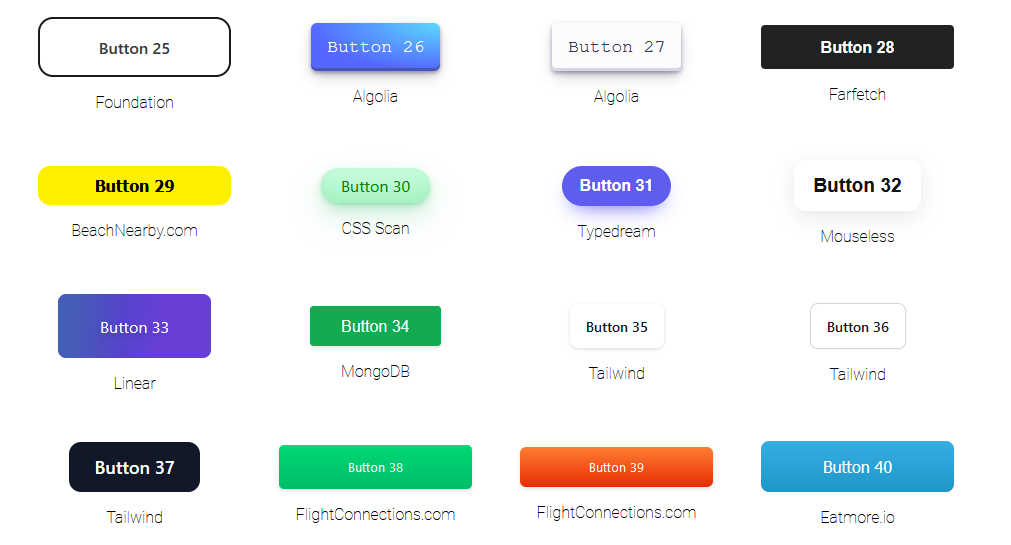 Button 25
Button 26
Button 27
Button 28
Foundation
Algolia
Algolia
Farfetch
Button 29
Button 30
Button 31
Button 32
BeachNearby.com
CSS Scan
Typedream
Mouseless
Button 33
Button 34
Button 35
Button 36
Linear
MongoDB
Tailwind
Tailwind
Button 37
Button 38
Button 39
Button 40
Tailwind
FlightConnections.com
FlightConnections.com
Eatmore.io